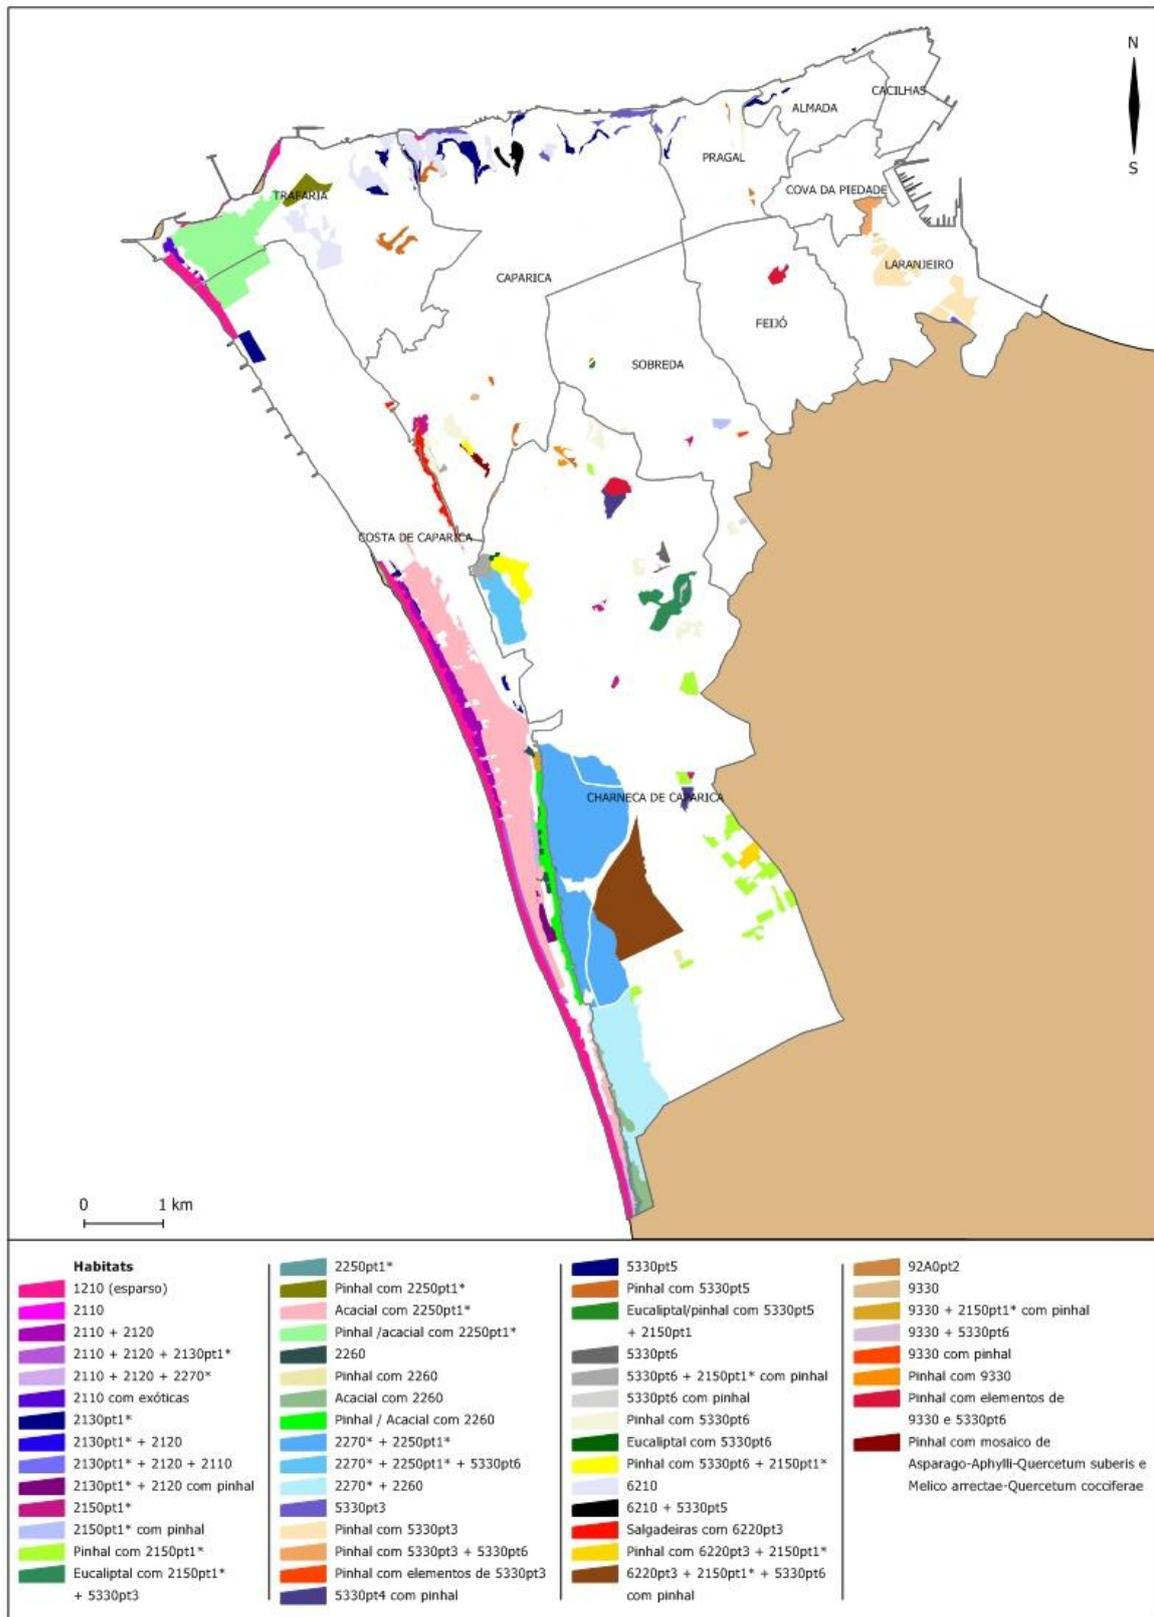 N
S
CACILHAS
ALMADA
PRAGAL
COVA DA PIEDADE
TRAFARIA
LARANJEIRO
CAPARICA
FEIJÓ
SOBREDA
COSTA DE CAPARICA
CHARNECA DE CAPARICA
0 1 km
Habitats
1210 (esparso)
2110
2110 + 2120
2110 + 2120 + 2130pt1*
2110 + 2120 + 2270*
2110 com exóticas
2130pt1*
2130pt1* + 2120
2130pt1* + 2120 + 2110
2130pt1* + 2120 com pinhal
2150pt1*
2150pt1* com pinhal
Pinhal com 2150pt1*
Eucaliptal com 2150pt1*
+ 5330pt3
2250pt1*
Pinhal com 2250pt1*
Acacial com 2250pt1*
Pinhal /acacial com 2250pt1*
2260
Pinhal com 2260
Acacial com 2260
Pinhal / Acacial com 2260
2270* + 2250pt1*
2270* + 2250pt1* + 5330pt6
2270* + 2260
5330pt3
Pinhal com 5330pt3
Pinhal com 5330pt3 + 5330pt6
Pinhal com elementos de 5330pt3
5330pt4 com pinhal
5330pt5
Pinhal com 5330pt5
Eucaliptal/pinhal com 5330pt5
+ 2150pt1
5330pt6
5330pt6 + 2150pt1* com pinhal
5330pt6 com pinhal
Pinhal com 5330pt6
Eucaliptal com 5330pt6
Pinhal com 5330pt6 + 2150pt1*
6210
6210 + 5330pt5
Salgadeiras com 6220pt3
Pinhal com 6220pt3 + 2150pt1*
6220pt3 + 2150pt1* + 5330pt6
com pinhal
92A0pt2
9330
9330 + 2150pt1* com pinhal
9330 + 5330pt6
9330 com pinhal
Pinhal com 9330
Pinhal com elementos de
9330 e 5330pt6
Pinhal com mosaico de
Asparago-Aphylli-Quercetum suberis e
Melico arrectae-Quercetum cocciferae